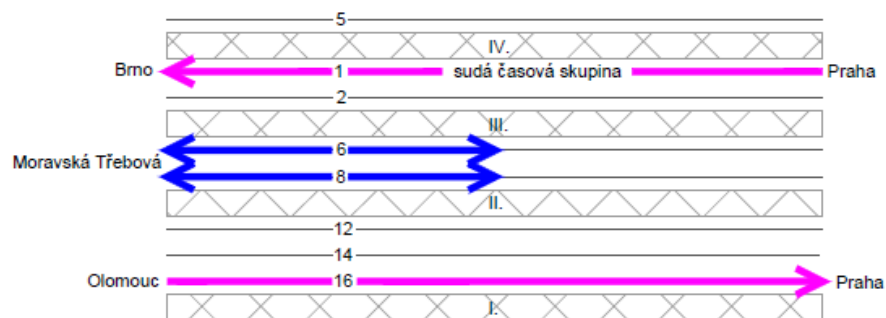 5
IV.
Brno 1 sudá časová skupina Praha
2
III.
6
Moravská Třebová
8
II.
12
14
Olomouc 16 Praha
I.